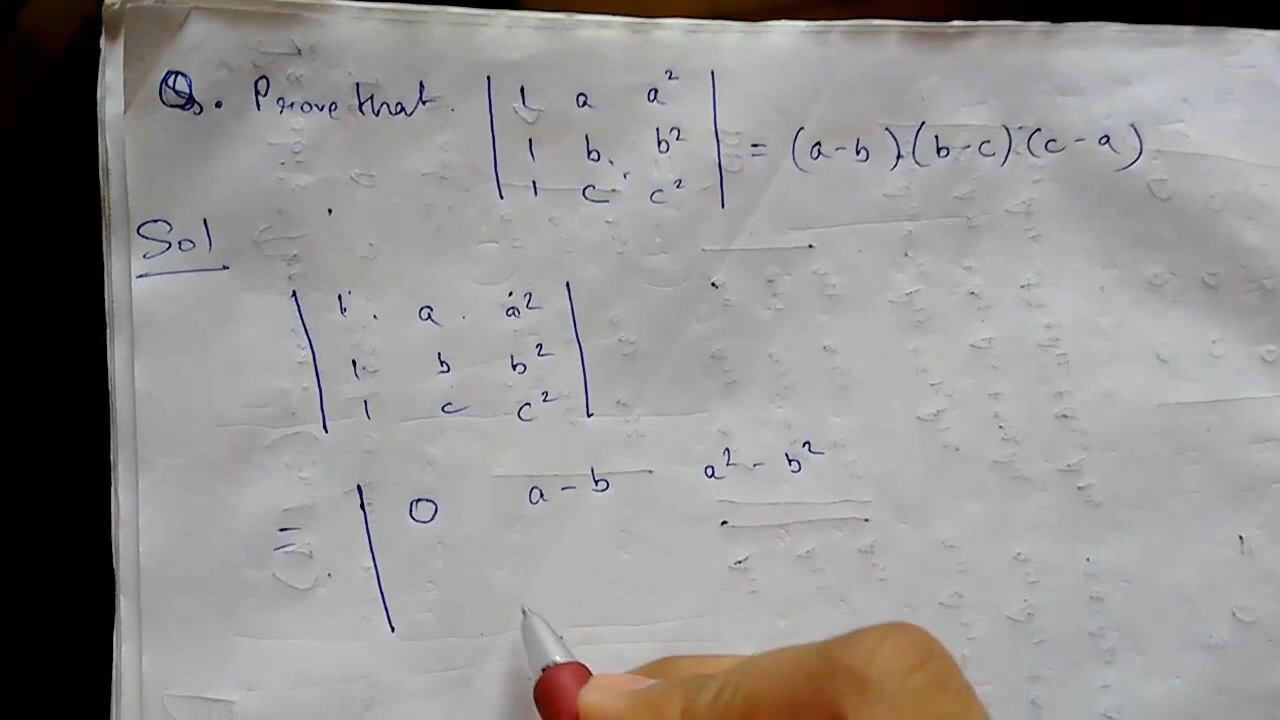 Q. Prove that. | 1 a a² |
| 1 b. b² | = (a-b).(b-c).(c-a)
| 1 c c² |
Sol
| 1. a. a² |
| 1 b b² |
| 1 c c² |
= | 0 a-b a²-b²